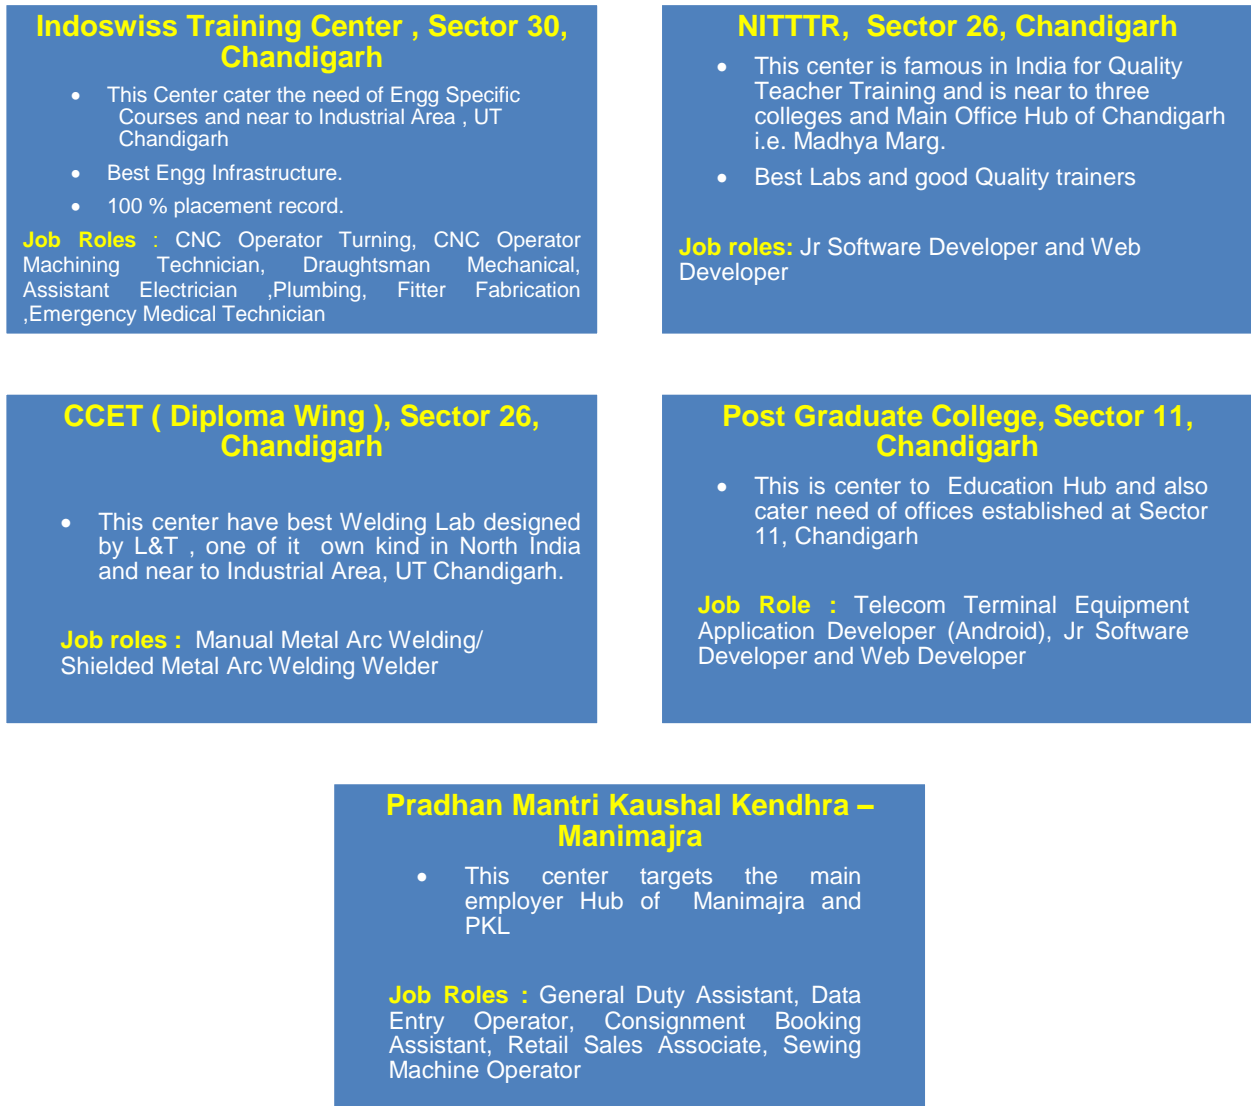 Indoswiss Training Center , Sector 30,
Chandigarh
• This Center cater the need of Engg Specific
Courses and near to Industrial Area , UT
Chandigarh
• Best Engg Infrastructure.
• 100 % placement record.
Job Roles : CNC Operator Turning, CNC Operator
Machining Technician, Draughtsman Mechanical,
Assistant Electrician ,Plumbing, Fitter Fabrication
,Emergency Medical Technician
NITTTR, Sector 26, Chandigarh
• This center is famous in India for Quality
Teacher Training and is near to three
colleges and Main Office Hub of Chandigarh
i.e. Madhya Marg.
• Best Labs and good Quality trainers
Job roles: Jr Software Developer and Web
Developer
CCET ( Diploma Wing ), Sector 26,
Chandigarh
• This center have best Welding Lab designed
by L&T , one of it own kind in North India
and near to Industrial Area, UT Chandigarh.
Job roles : Manual Metal Arc Welding/
Shielded Metal Arc Welding Welder
Post Graduate College, Sector 11,
Chandigarh
• This is center to Education Hub and also
cater need of offices established at Sector
11, Chandigarh
Job Role : Telecom Terminal Equipment
Application Developer (Android), Jr Software
Developer and Web Developer
Pradhan Mantri Kaushal Kendhra –
Manimajra
• This center targets the main
employer Hub of Manimajra and
PKL
Job Roles : General Duty Assistant, Data
Entry Operator, Consignment Booking
Assistant, Retail Sales Associate, Sewing
Machine Operator